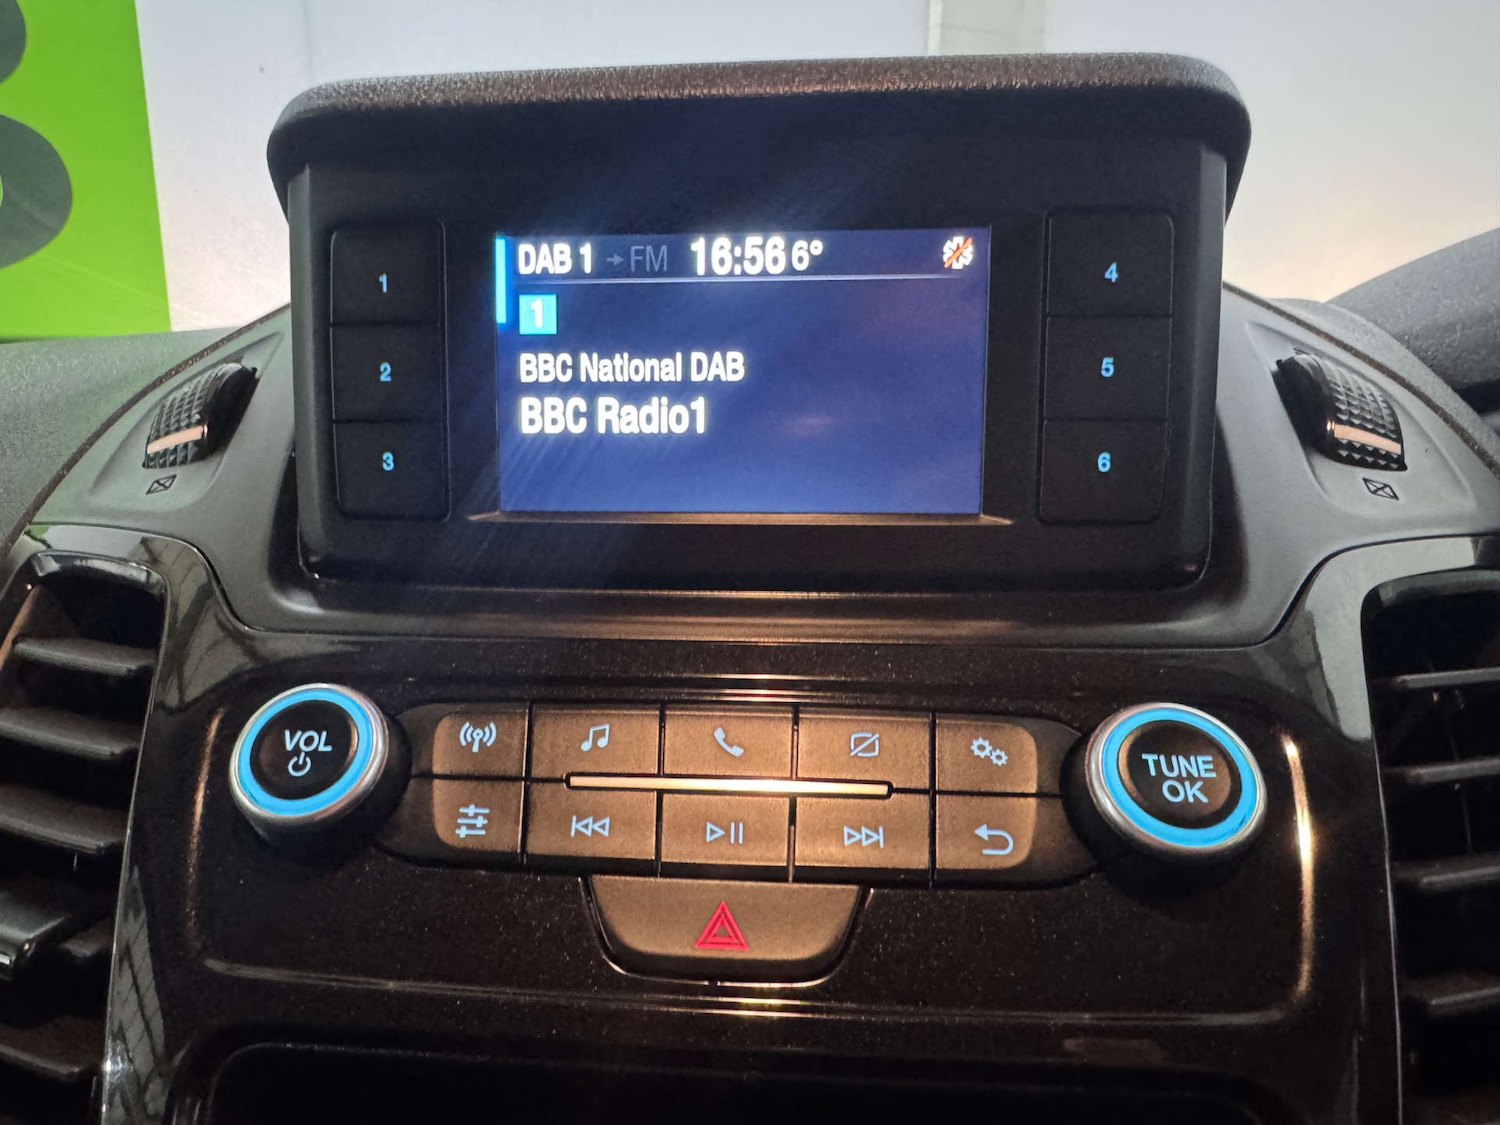 DAB 1 → FM 16:56 6°
1
BBC National DAB
BBC Radio1
1
2
3
4
5
6
VOL
TUNE
OK